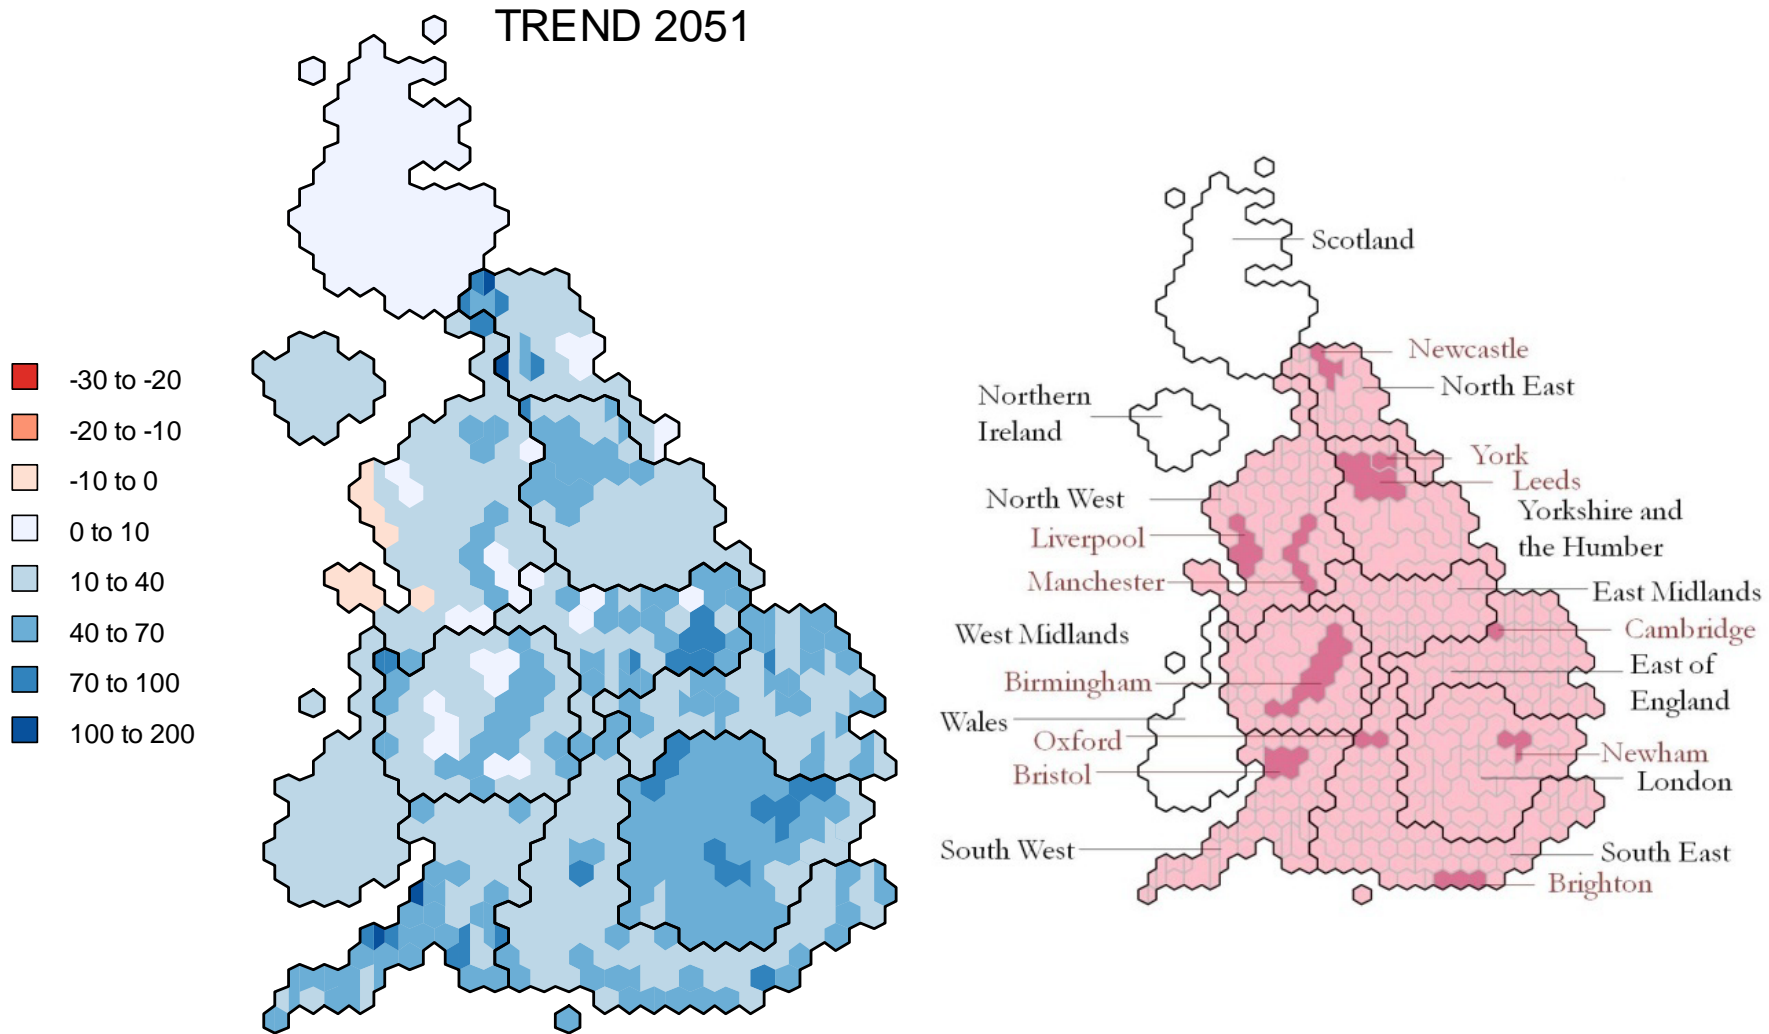 TREND 2051
-30 to -20
-20 to -10
-10 to 0
0 to 10
10 to 40
40 to 70
70 to 100
100 to 200
Scotland
Newcastle
North East
Northern
Ireland
York
Leeds
North West
Yorkshire and
the Humber
Liverpool
Manchester
East Midlands
West Midlands
Cambridge
East of
England
Birmingham
Wales
Oxford
Newham
Bristol
London
South West
South East
Brighton